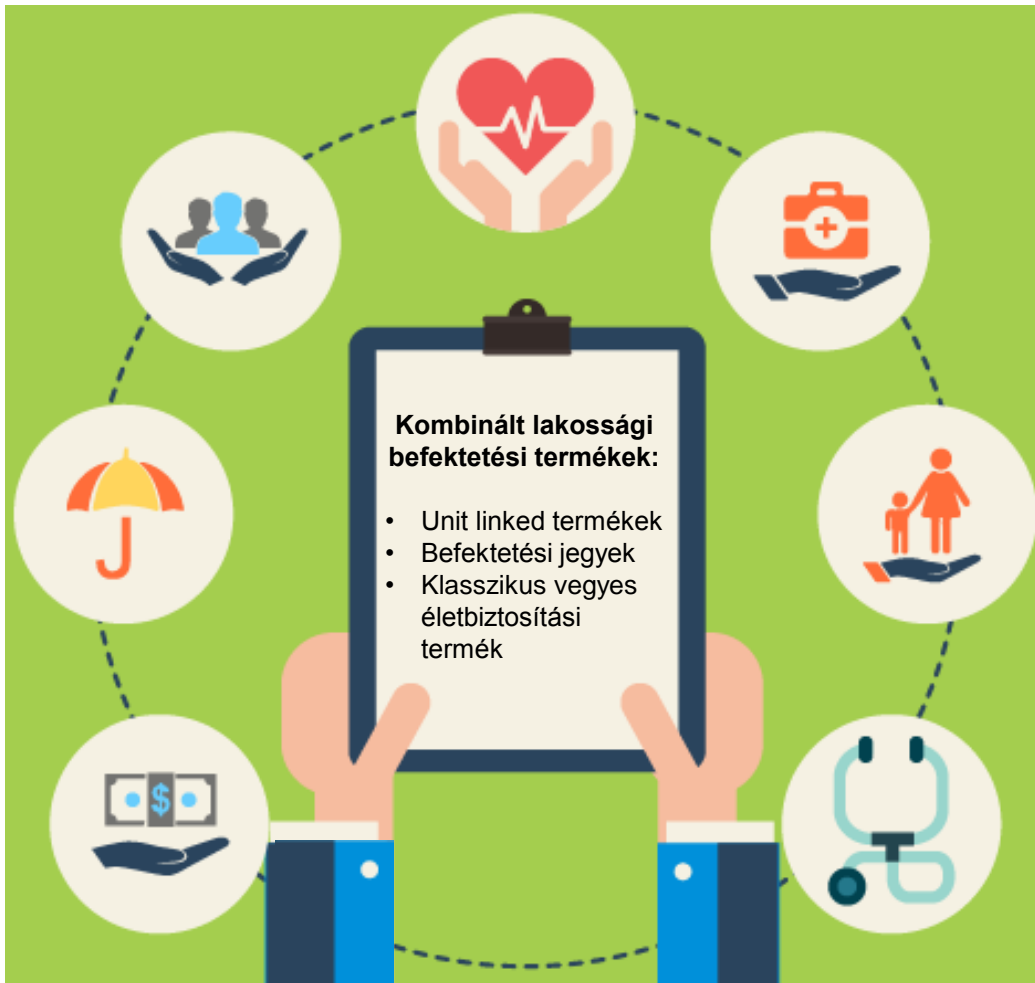 Kombinált lakossági
befektetési termékek:
• Unit linked termékek
• Befektetési jegyek
• Klasszikus vegyes
életbiztosítási
termék
$